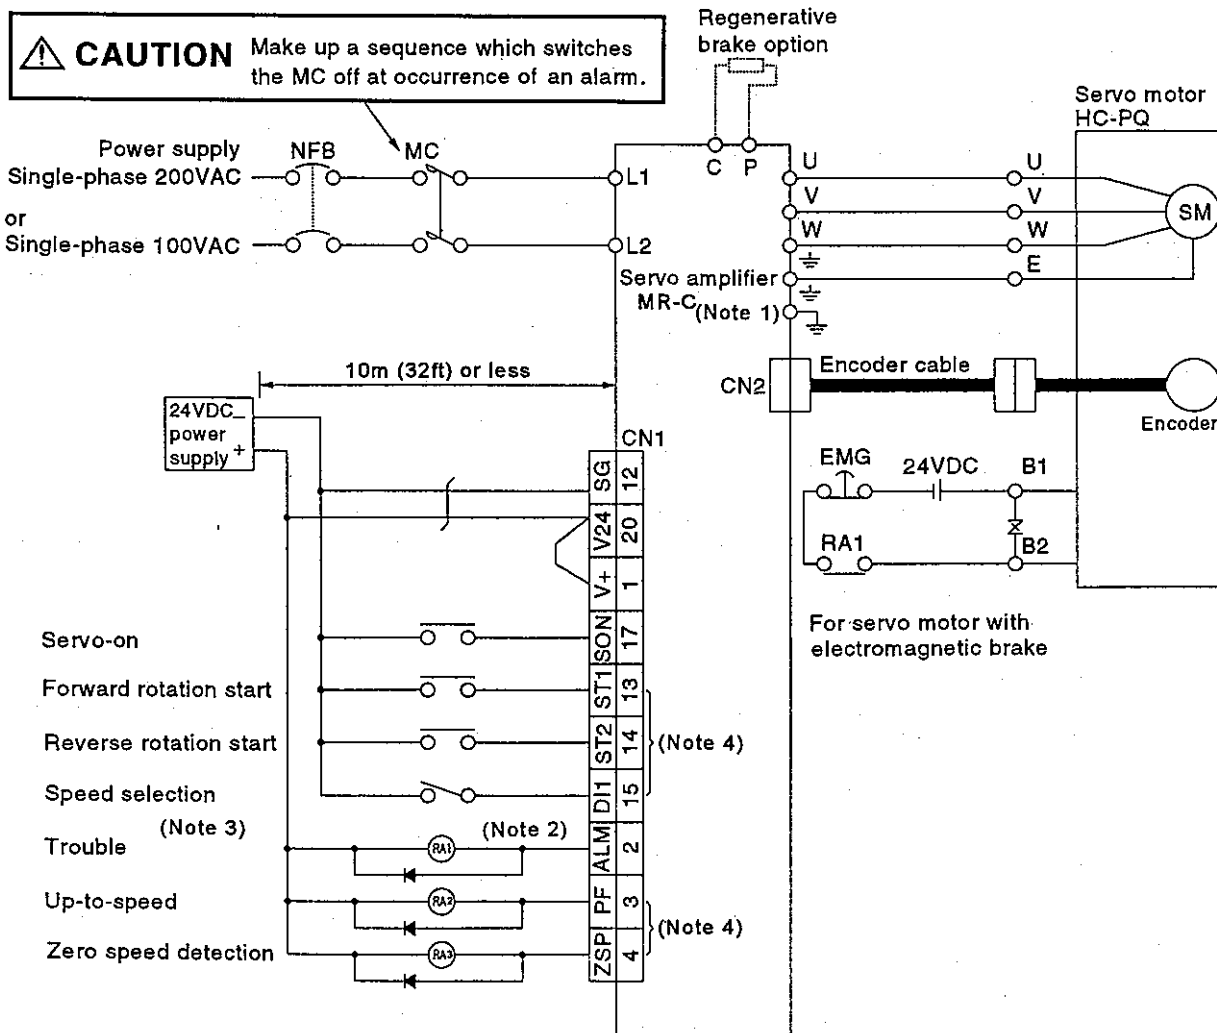 CAUTION
Make up a sequence which switches
the MC off at occurrence of an alarm.
Regenerative
brake option
C P
Servo motor
HC-PQ
Power supply
Single-phase 200VAC
or
Single-phase 100VAC
NFB
MC
L1
L2
U
V
W
U
V
W
E
SM
Servo amplifier
MR-C (Note 1)
10m (32ft) or less
CN2
Encoder cable
Encoder
24VDC
power
supply
−
+
CN1
SG 12
V24 20
V+ 1
SON 17
ST1 13
ST2 14
DI1 15
ALM 2
PF 3
ZSP 4
Servo-on
Forward rotation start
Reverse rotation start
Speed selection
(Note 4)
(Note 3)
(Note 2)
Trouble
RA1
Up-to-speed
RA2
Zero speed detection
RA3
(Note 4)
EMG
24VDC
B1
RA1
B2
For servo motor with
electromagnetic brake